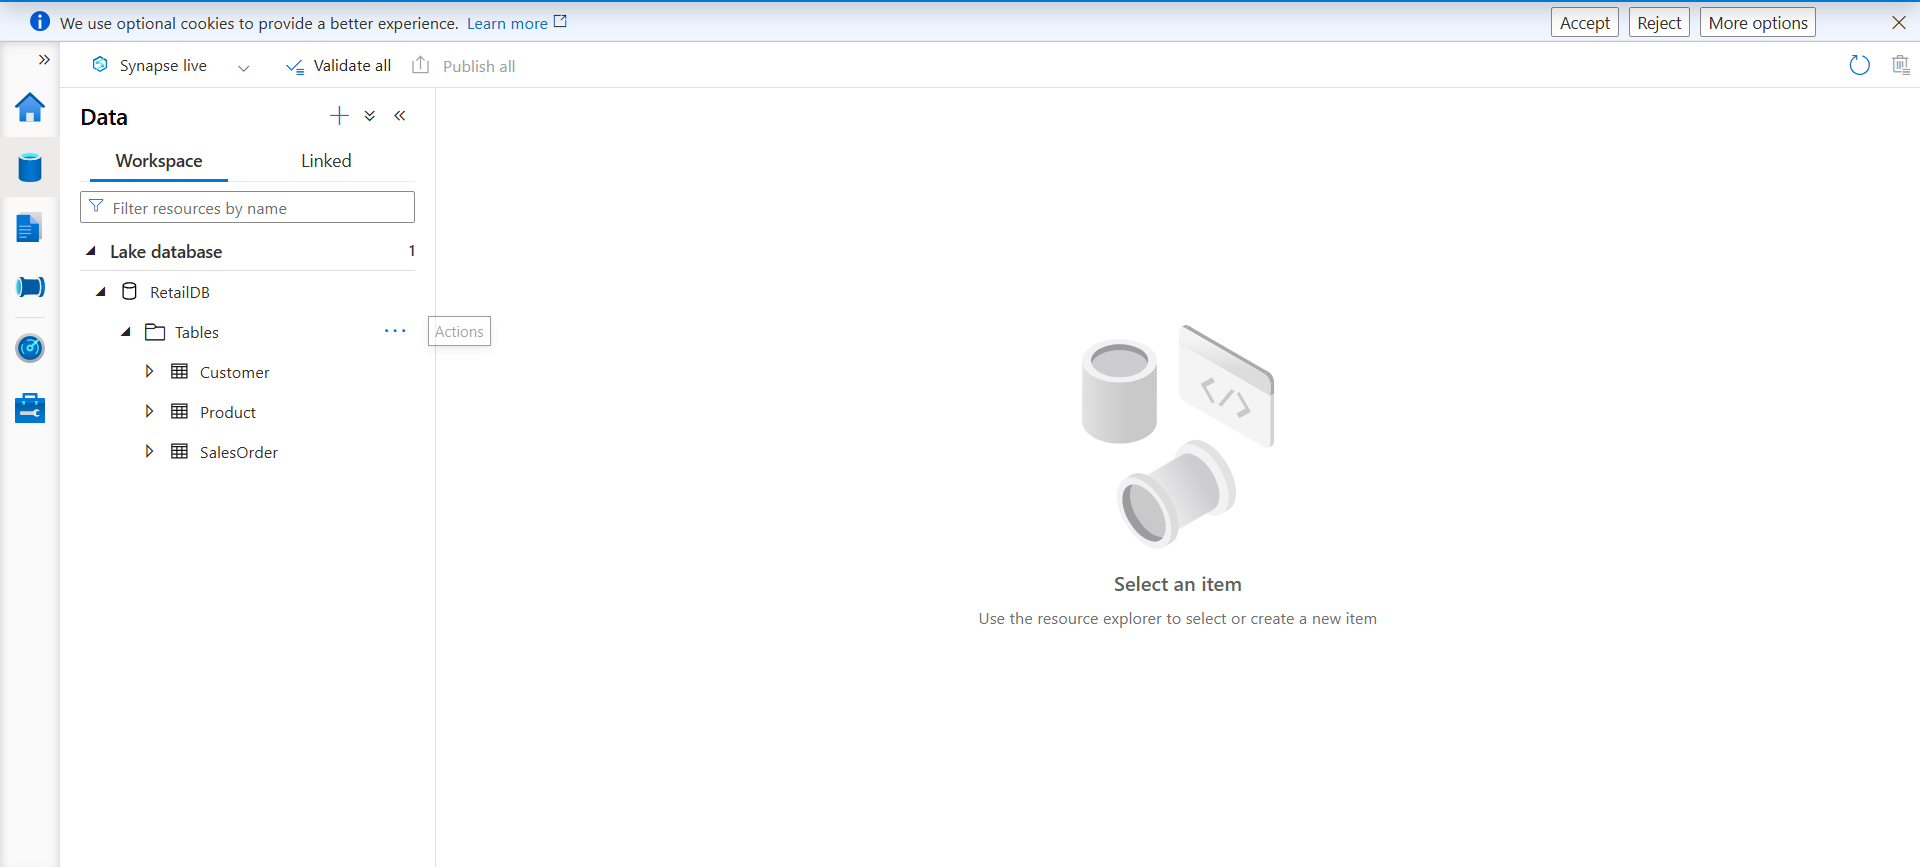 We use optional cookies to provide a better experience. Learn more
Accept
Reject
More options
Synapse live
Validate all
Publish all
Data
Workspace
Linked
Filter resources by name
Lake database 1
RetailDB
Tables
Actions
Customer
Product
SalesOrder
Select an item
Use the resource explorer to select or create a new item